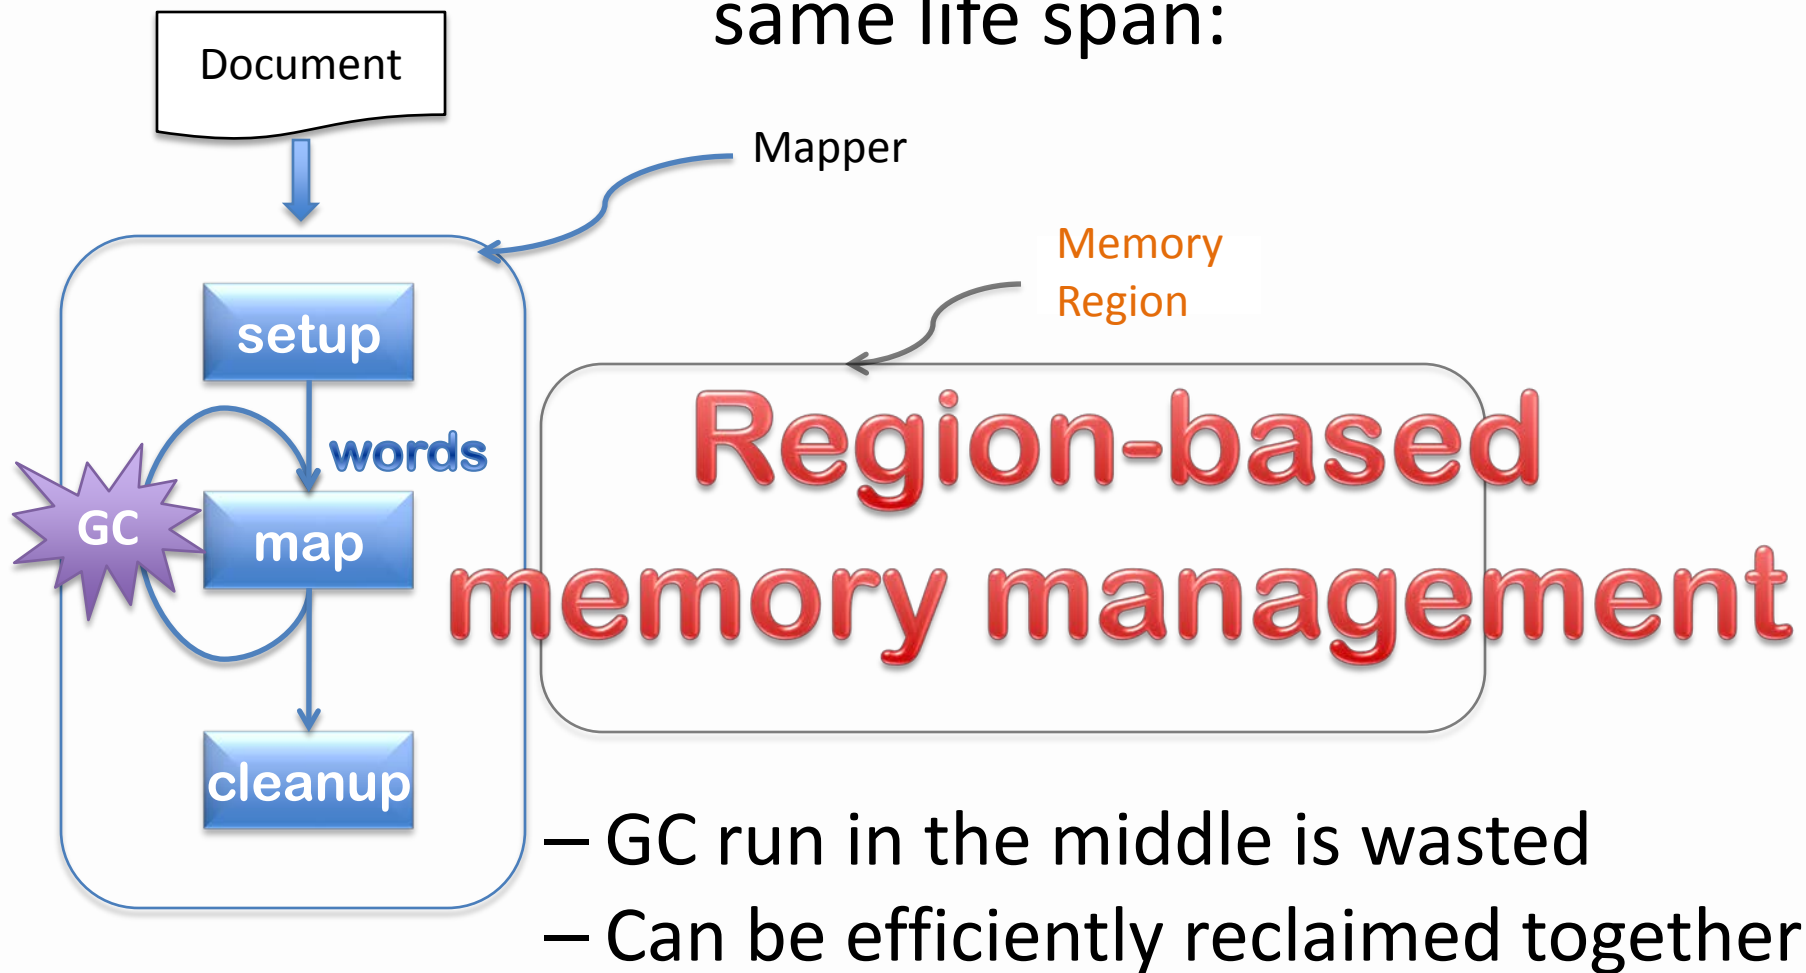 same life span:
Document
Mapper
Memory
Region
setup
words
GC
map
cleanup
Region-based
memory management
– GC run in the middle is wasted
– Can be efficiently reclaimed together